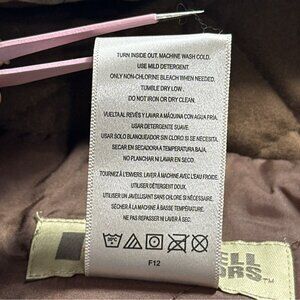 TURN INSIDE OUT. MACHINE WASH COLD.
USE MILD DETERGENT.
ONLY NON-CHLORINE BLEACH WHEN NEEDED.
TUMBLE DRY LOW.
DO NOT IRON OR DRY CLEAN.
VUELTA AL REVÉS Y LAVAR A MÁQUINA CON AGUA FRÍA.
USAR DETERGENTE SUAVE.
USAR SOLO BLANQUEADOR SIN CLORO SI SE NECESITA.
SECAR EN SECADORA A TEMPERATURA BAJA.
NO PLANCHAR NI LAVAR EN SECO.
TOURNEZ À L'ENVERS. LAVER À LA MACHINE AVEC L'EAU FROIDE.
UTILISER DÉTERGENT DOUX.
UTILISER UN JAVELLISANT SANS CHLORE SI NÉCESSAIRE.
SÉCHER À LA MACHINE À BASSE TEMPÉRATURE.
NE PAS REPASSER NI LAVER À SEC.
F12
ELL
ORS
TM